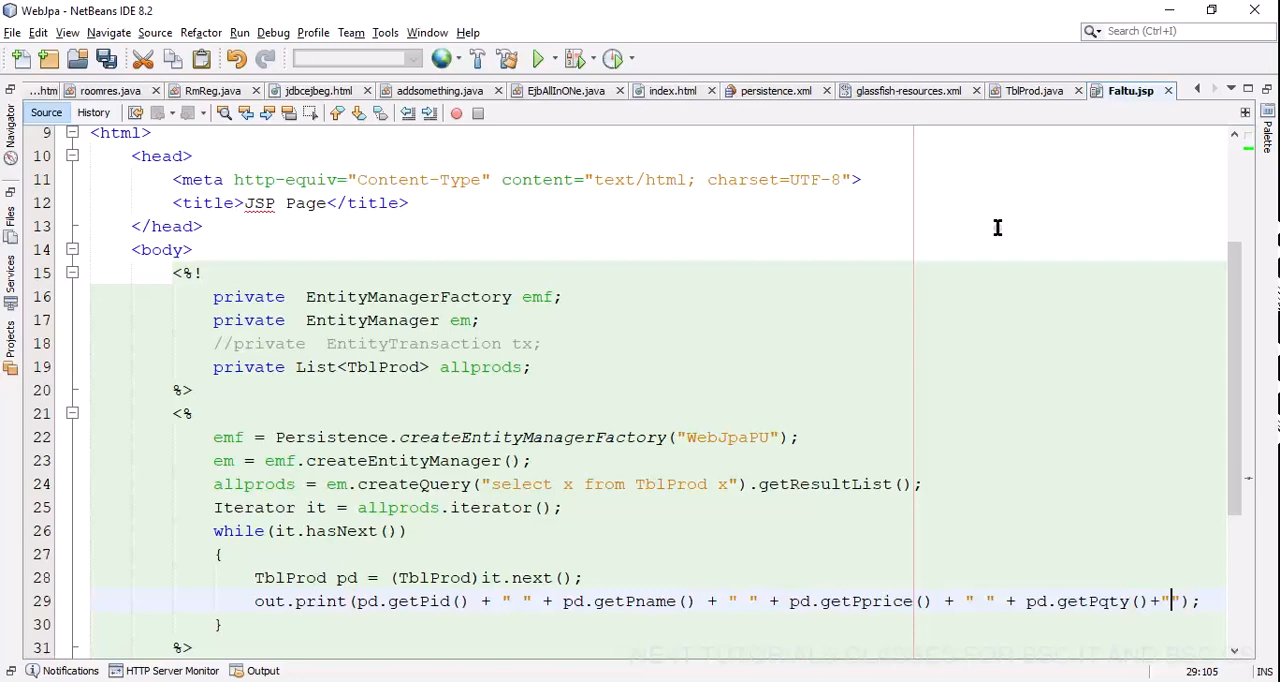 WebJpa - NetBeans IDE 8.2
File Edit View Navigate Source Refactor Run Debug Profile Team Tools Window Help
Search (Ctrl+I)
...htm roomres.java RmReg.java jdbcejbeg.html addsomething.java EjbAllInONe.java index.html persistence.xml glassfish-resources.xml TblProd.java Faltu.jsp
Source History
Navigator
Files
Services
Projects
Palette
9 <html>
10 <head>
11 <meta http-equiv="Content-Type" content="text/html; charset=UTF-8">
12 <title>JSP Page</title>
13 </head>
14 <body>
15 <%!
16 private  EntityManagerFactory emf;
17 private  EntityManager em;
18 //private  EntityTransaction tx;
19 private List<TblProd> allprods;
20 %>
21 <%
22 emf = Persistence.createEntityManagerFactory("WebJpaPU");
23 em = emf.createEntityManager();
24 allprods = em.createQuery("select x from TblProd x").getResultList();
25 Iterator it = allprods.iterator();
26 while(it.hasNext())
27 {
28 TblProd pd = (TblProd)it.next();
29 out.print(pd.getPid() + " " + pd.getPname() + " " + pd.getPprice() + " " + pd.getPqty()+"");
30 }
31 %>
Notifications HTTP Server Monitor Output
29:105 INS